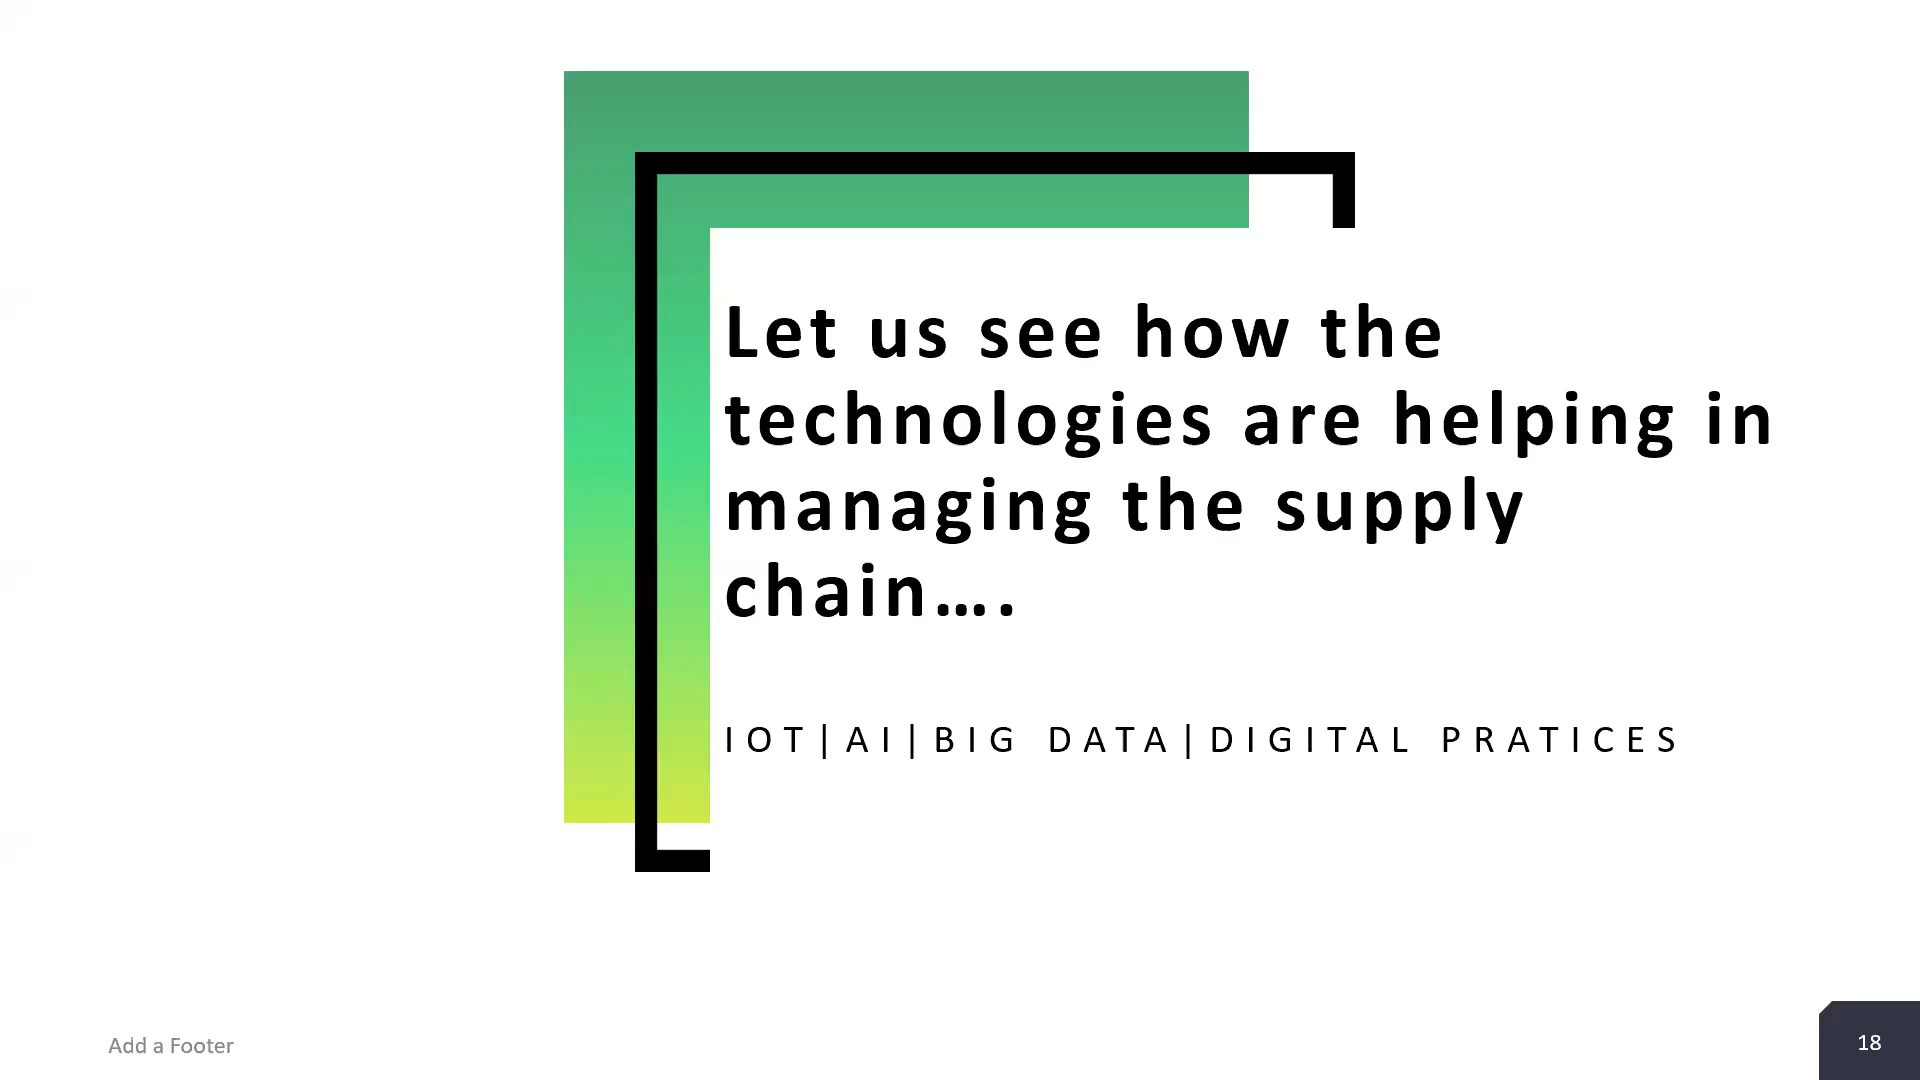 Let us see how the
technologies are helping in
managing the supply
chain….
IOT|AI|BIG DATA|DIGITAL PRATICES
Add a Footer
18